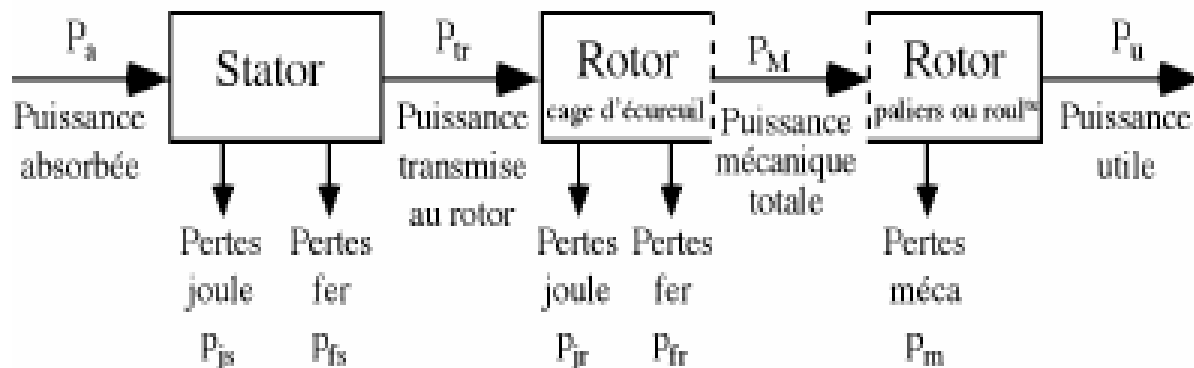 Pa
Puissance
absorbée
Stator
Ptr
Puissance
transmise
au rotor
Rotor
cage d'écureuil
PM
Puissance
mécanique
totale
Rotor
paliers ou roulᵗˢ
Pu
Puissance
utile
Pertes
joule
Pjs
Pertes
fer
Pfs
Pertes
joule
Pjr
Pertes
fer
Pfr
Pertes
méca
Pm